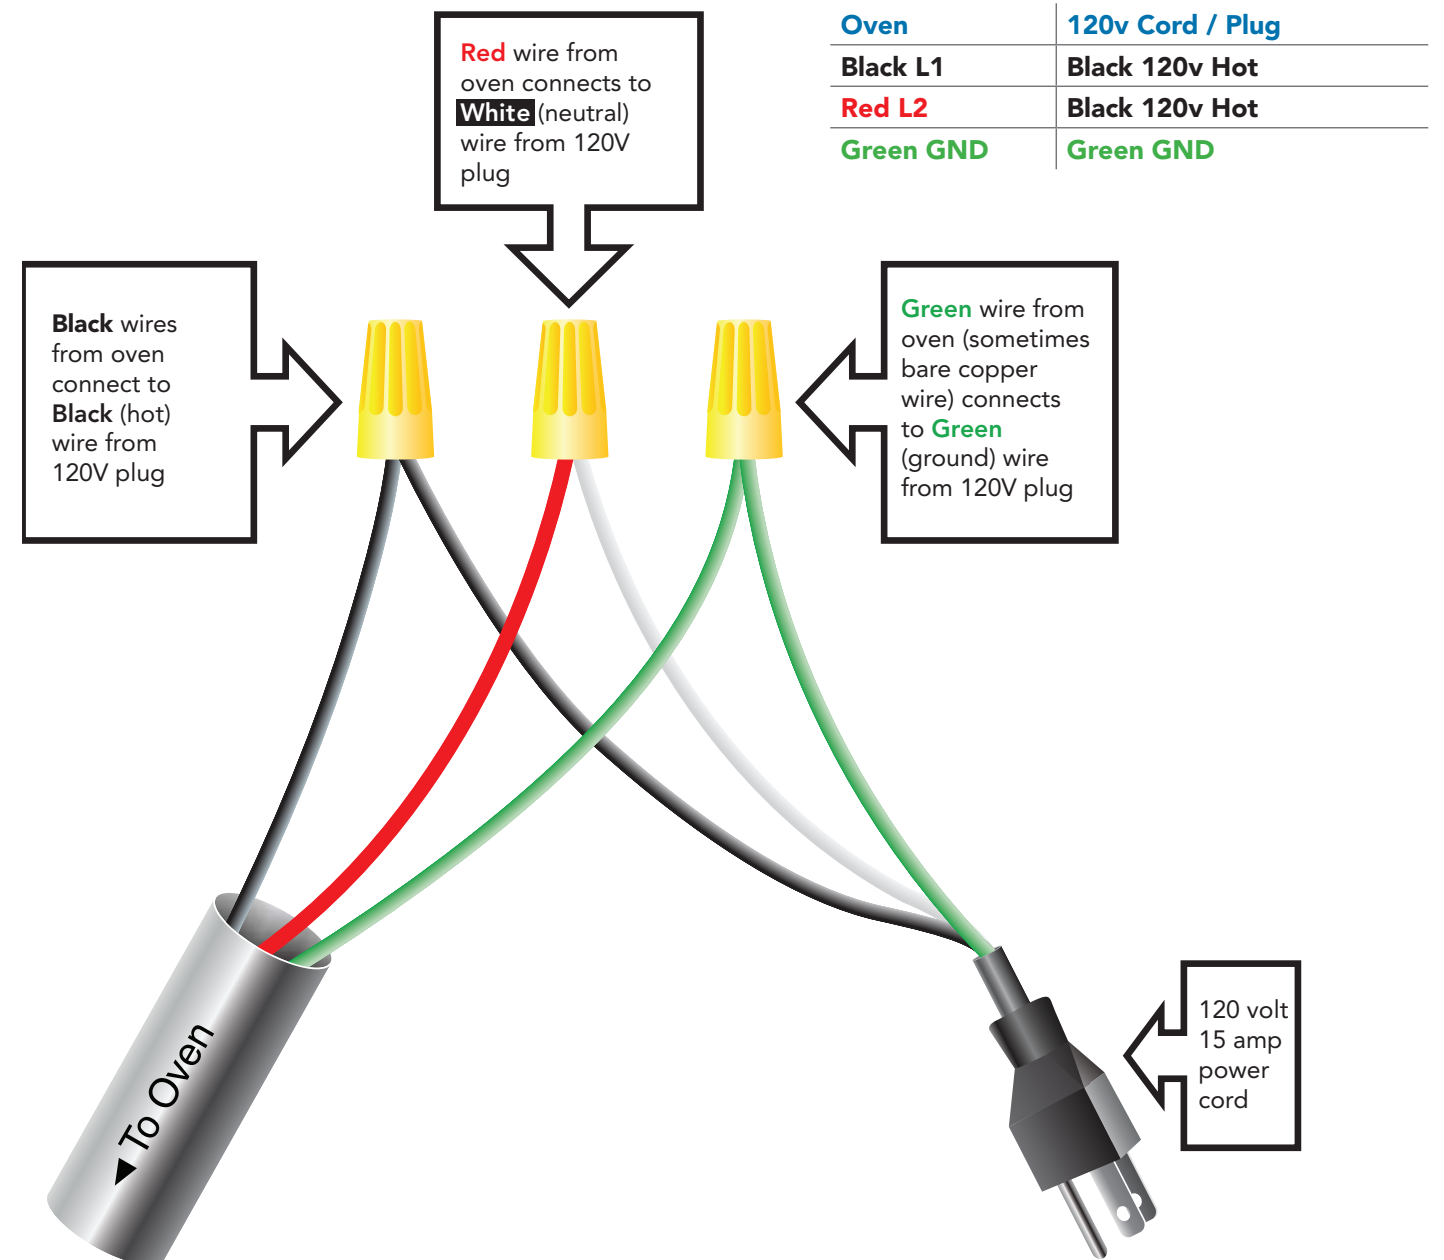 Oven 120v Cord / Plug
Black L1 Black 120v Hot
Red L2 Black 120v Hot
Green GND Green GND
Red wire from
oven connects to
White (neutral)
wire from 120V
plug
Black wires
from oven
connect to
Black (hot)
wire from
120V plug
Green wire from
oven (sometimes
bare copper
wire) connects
to Green
(ground) wire
from 120V plug
To Oven
120 volt
15 amp
power
cord